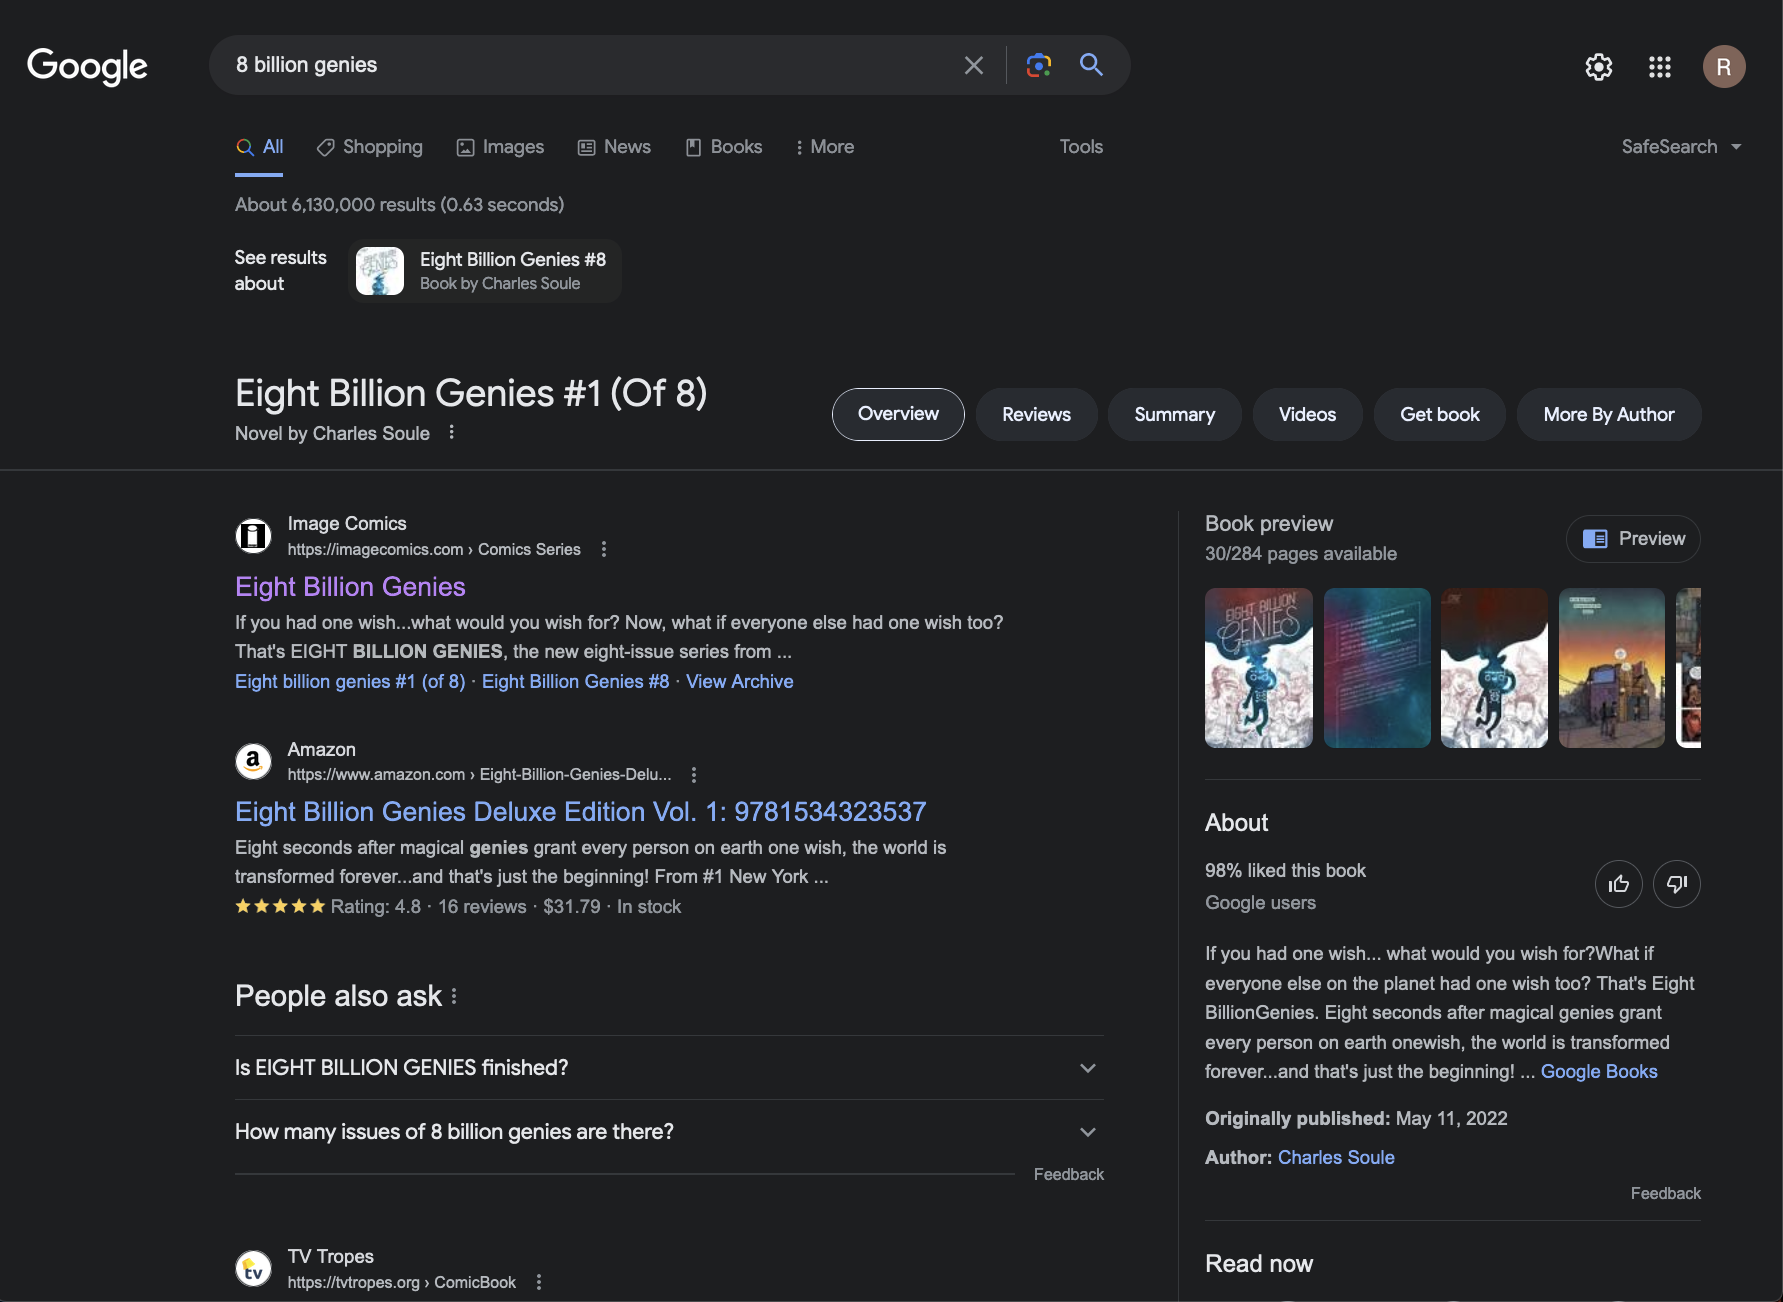 Google
8 billion genies
R
All
Shopping
Images
News
Books
More
Tools
SafeSearch
About 6,130,000 results (0.63 seconds)
See results
about
Eight Billion Genies #8
Book by Charles Soule
Eight Billion Genies #1 (Of 8)
Novel by Charles Soule
Overview
Reviews
Summary
Videos
Get book
More By Author
Image Comics
https://imagecomics.com › Comics Series
Eight Billion Genies
If you had one wish...what would you wish for? Now, what if everyone else had one wish too?
That's EIGHT BILLION GENIES, the new eight-issue series from ...
Eight billion genies #1 (of 8) · Eight Billion Genies #8 · View Archive
a
Amazon
https://www.amazon.com › Eight-Billion-Genies-Delu...
Eight Billion Genies Deluxe Edition Vol. 1: 9781534323537
Eight seconds after magical genies grant every person on earth one wish, the world is
transformed forever...and that's just the beginning! From #1 New York ...
Rating: 4.8 · 16 reviews · $31.79 · In stock
People also ask
Is EIGHT BILLION GENIES finished?
How many issues of 8 billion genies are there?
Feedback
tv
TV Tropes
https://tvtropes.org › ComicBook
Book preview
30/284 pages available
Preview
EIGHT BILLION
GENIES
About
98% liked this book
Google users
If you had one wish... what would you wish for?What if
everyone else on the planet had one wish too? That's Eight
BillionGenies. Eight seconds after magical genies grant
every person on earth onewish, the world is transformed
forever...and that's just the beginning! ... Google Books
Originally published: May 11, 2022
Author: Charles Soule
Feedback
Read now